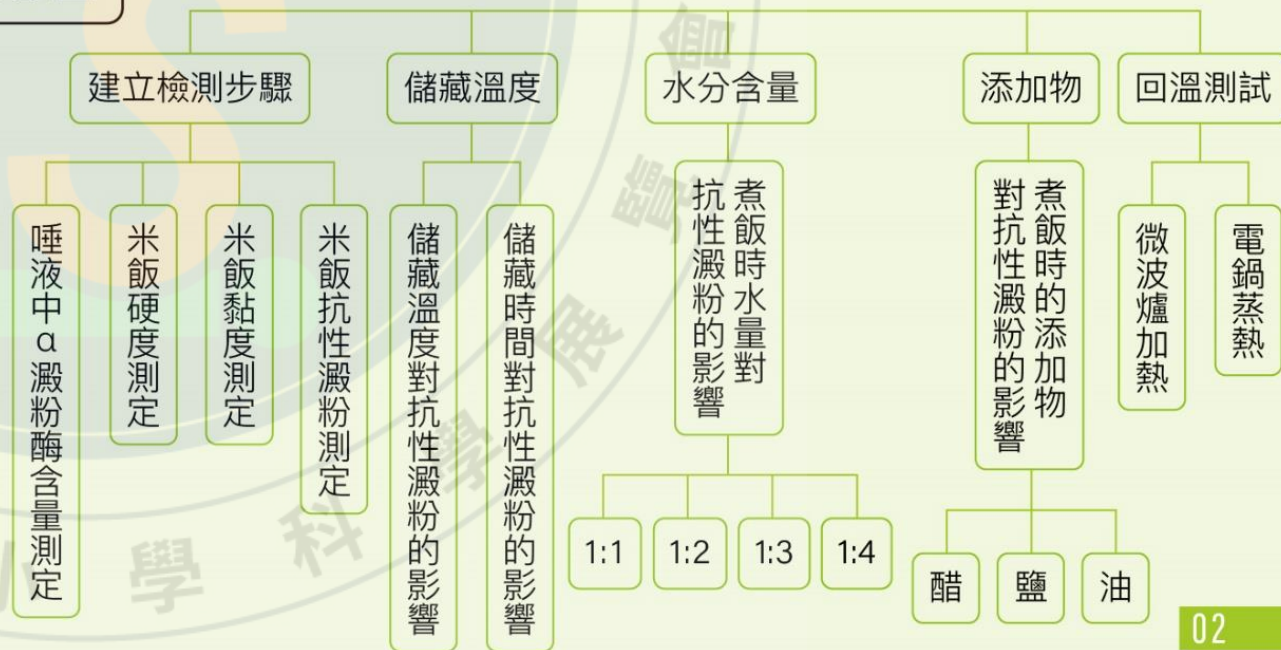 建立檢測步驟
儲藏溫度
水分含量
添加物
回溫測試
唾液中α澱粉酶含量測定
米飯硬度測定
米飯黏度測定
米飯抗性澱粉測定
儲藏溫度對抗性澱粉的影響
儲藏時間對抗性澱粉的影響
煮飯時水量對
抗性澱粉的影響
煮飯時的添加物
對抗性澱粉的影響
微波爐加熱
電鍋蒸熱
1:1
1:2
1:3
1:4
醋
鹽
油
學科學展覽會
02